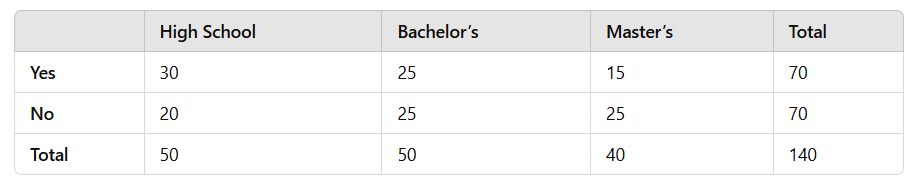 High School Bachelor’s Master’s Total
Yes 30 25 15 70
No 20 25 25 70
Total 50 50 40 140